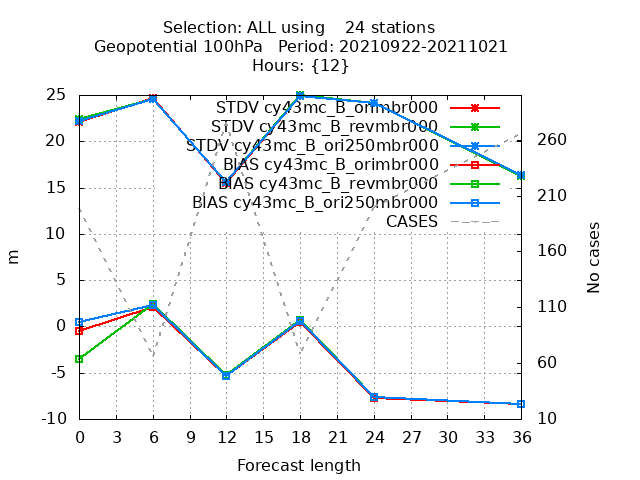 Selection: ALL using    24 stations
Geopotential 100hPa   Period: 20210922-20211021
Hours: {12}
25
20
15
10
5
0
-5
-10
m
STDV cy43mc_B_orimbr000
STDV cy43mc_B_revmbr000
STDV cy43mc_B_ori250mbr000
BIAS cy43mc_B_orimbr000
BIAS cy43mc_B_revmbr000
BIAS cy43mc_B_ori250mbr000
CASES
260
210
160
110
60
10
No cases
0 3 6 9 12 15 18 21 24 27 30 33 36
Forecast length